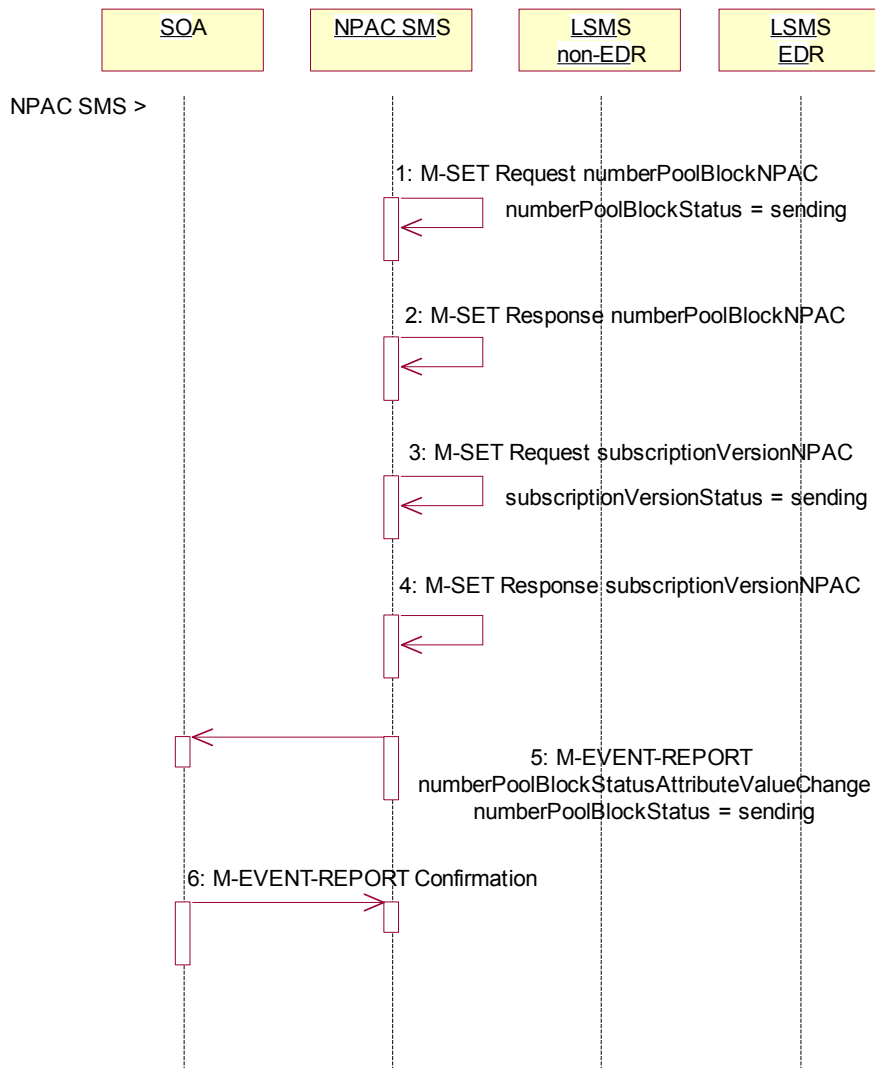 SOA
NPAC SMS
LSMS
non-EDR
LSMS
EDR
NPAC SMS >
1: M-SET Request numberPoolBlockNPAC
numberPoolBlockStatus = sending
2: M-SET Response numberPoolBlockNPAC
3: M-SET Request subscriptionVersionNPAC
subscriptionVersionStatus = sending
4: M-SET Response subscriptionVersionNPAC
5: M-EVENT-REPORT
numberPoolBlockStatusAttributeValueChange
numberPoolBlockStatus = sending
6: M-EVENT-REPORT Confirmation